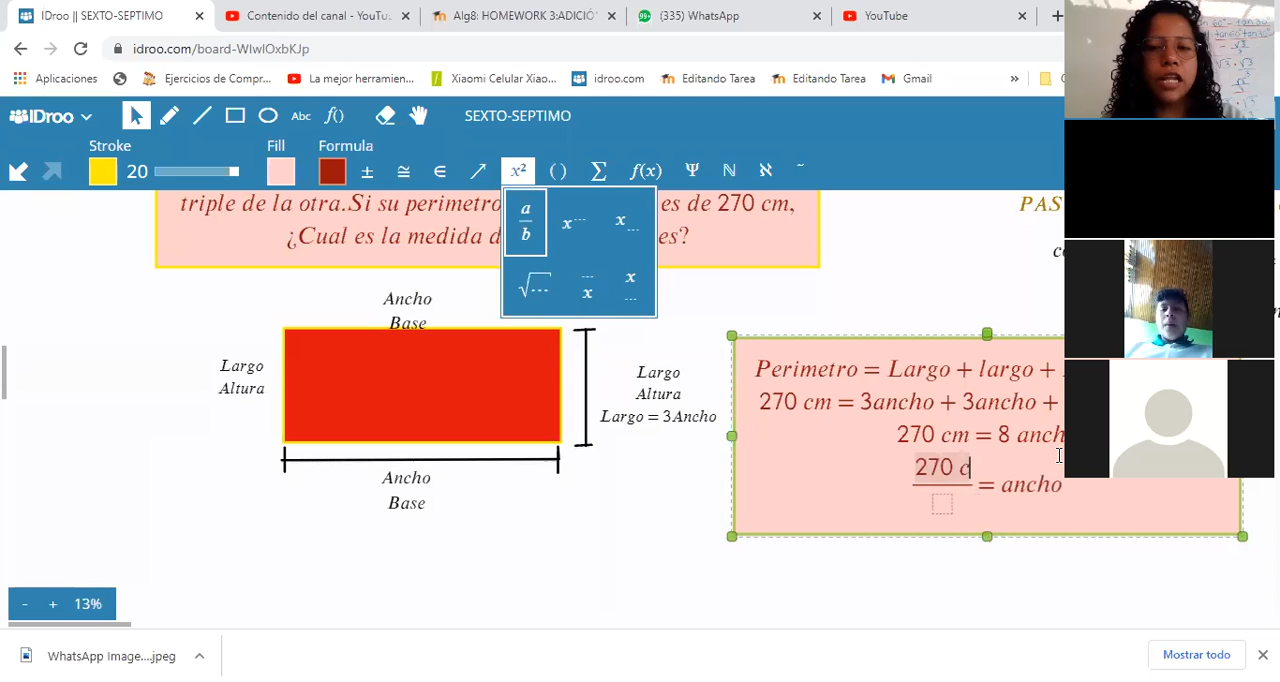 IDroo || SEXTO-SEPTIMO
Contenido del canal - YouTu
Alg8: HOMEWORK 3:ADICIÓ
(335) WhatsApp
YouTube
idroo.com/board-WIwIOxbKJp
Aplicaciones
Ejercicios de Compr...
La mejor herramien...
Xiaomi Celular Xiao...
idroo.com
Editando Tarea
Editando Tarea
Gmail
»
IDroo
Abc
f()
SEXTO-SEPTIMO
Stroke
Fill
Formula
20
± ≅ ∈ x² () ∑ f(x) Ψ ℕ ℵ ~
a/b x... x...
√... ... x x ...
triple de la otra.Si su perimetro
es de 270 cm,
¿Cual es la medida d
es?
PAS
Ancho
Base
Largo
Altura
Largo
Altura
Largo = 3Ancho
Ancho
Base
Perimetro = Largo + largo +
270 cm = 3ancho + 3ancho +
270 cm = 8 anch
270 c
= ancho
- + 13%
WhatsApp Image....jpeg
Mostrar todo